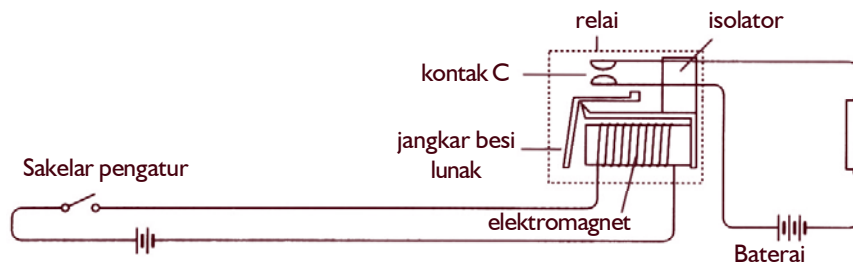 relai
isolator
kontak C
jangkar besi
lunak
Sakelar pengatur
elektromagnet
Baterai